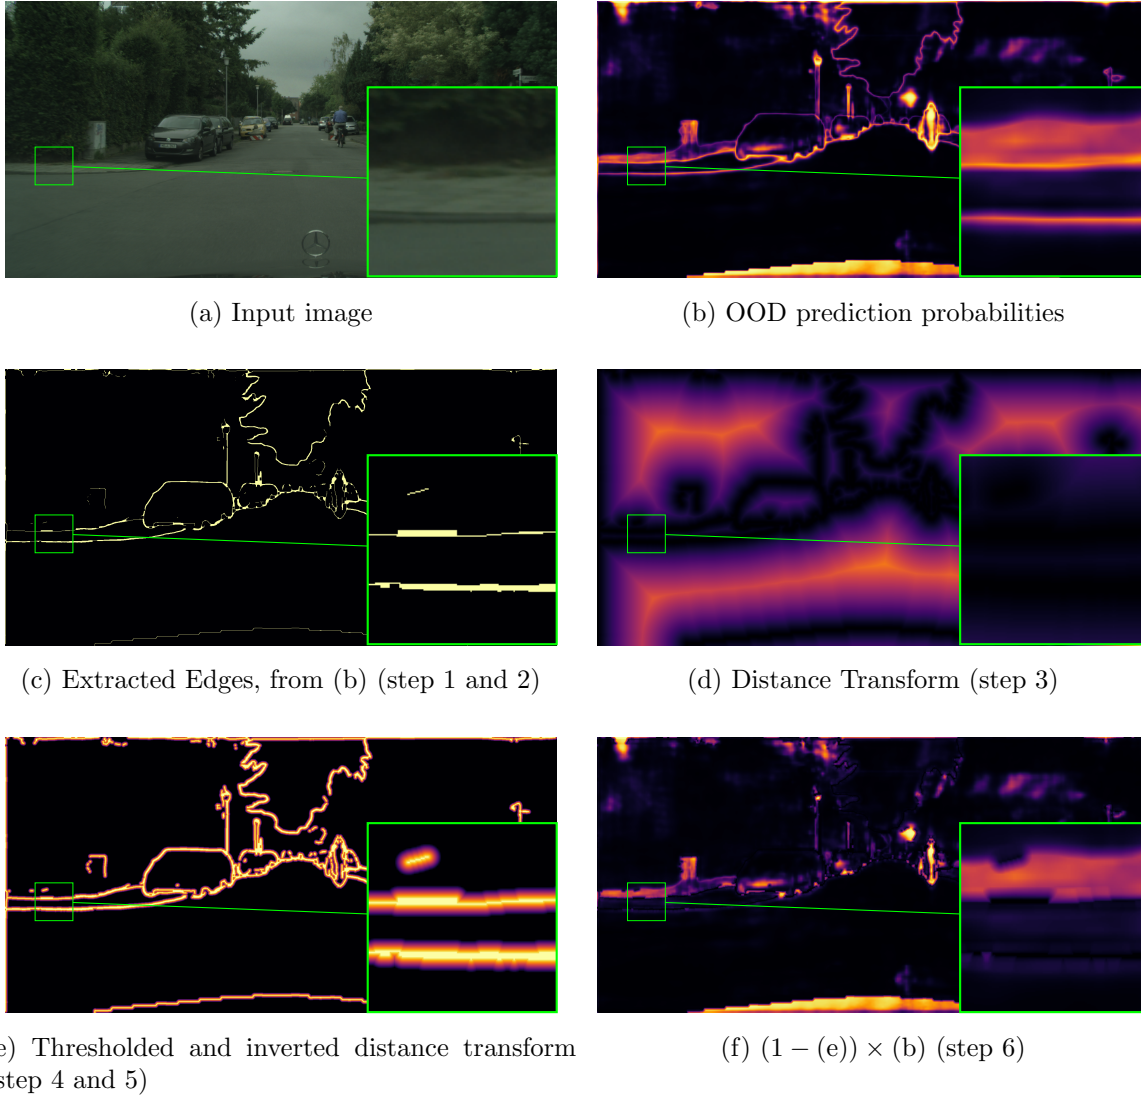 (a) Input image
(b) OOD prediction probabilities
(c) Extracted Edges, from (b) (step 1 and 2)
(d) Distance Transform (step 3)
e) Thresholded and inverted distance transform
step 4 and 5)
(f) (1 − (e)) × (b) (step 6)